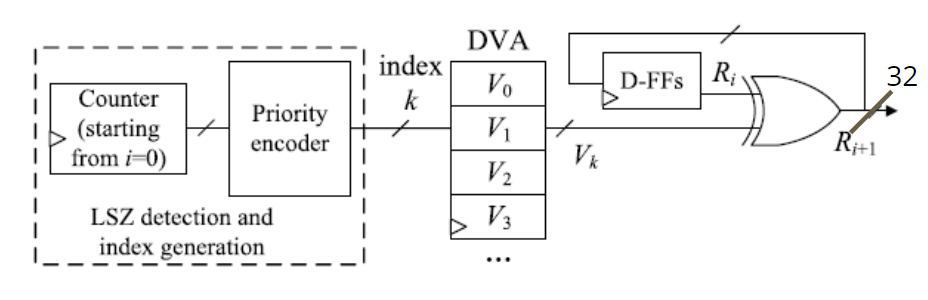 DVA
index
k
Counter
(starting
from i=0)
Priority
encoder
LSZ detection and
index generation
V₀
V₁
V₂
V₃
...
Vₖ
D-FFs
Rᵢ
32
Rᵢ₊₁